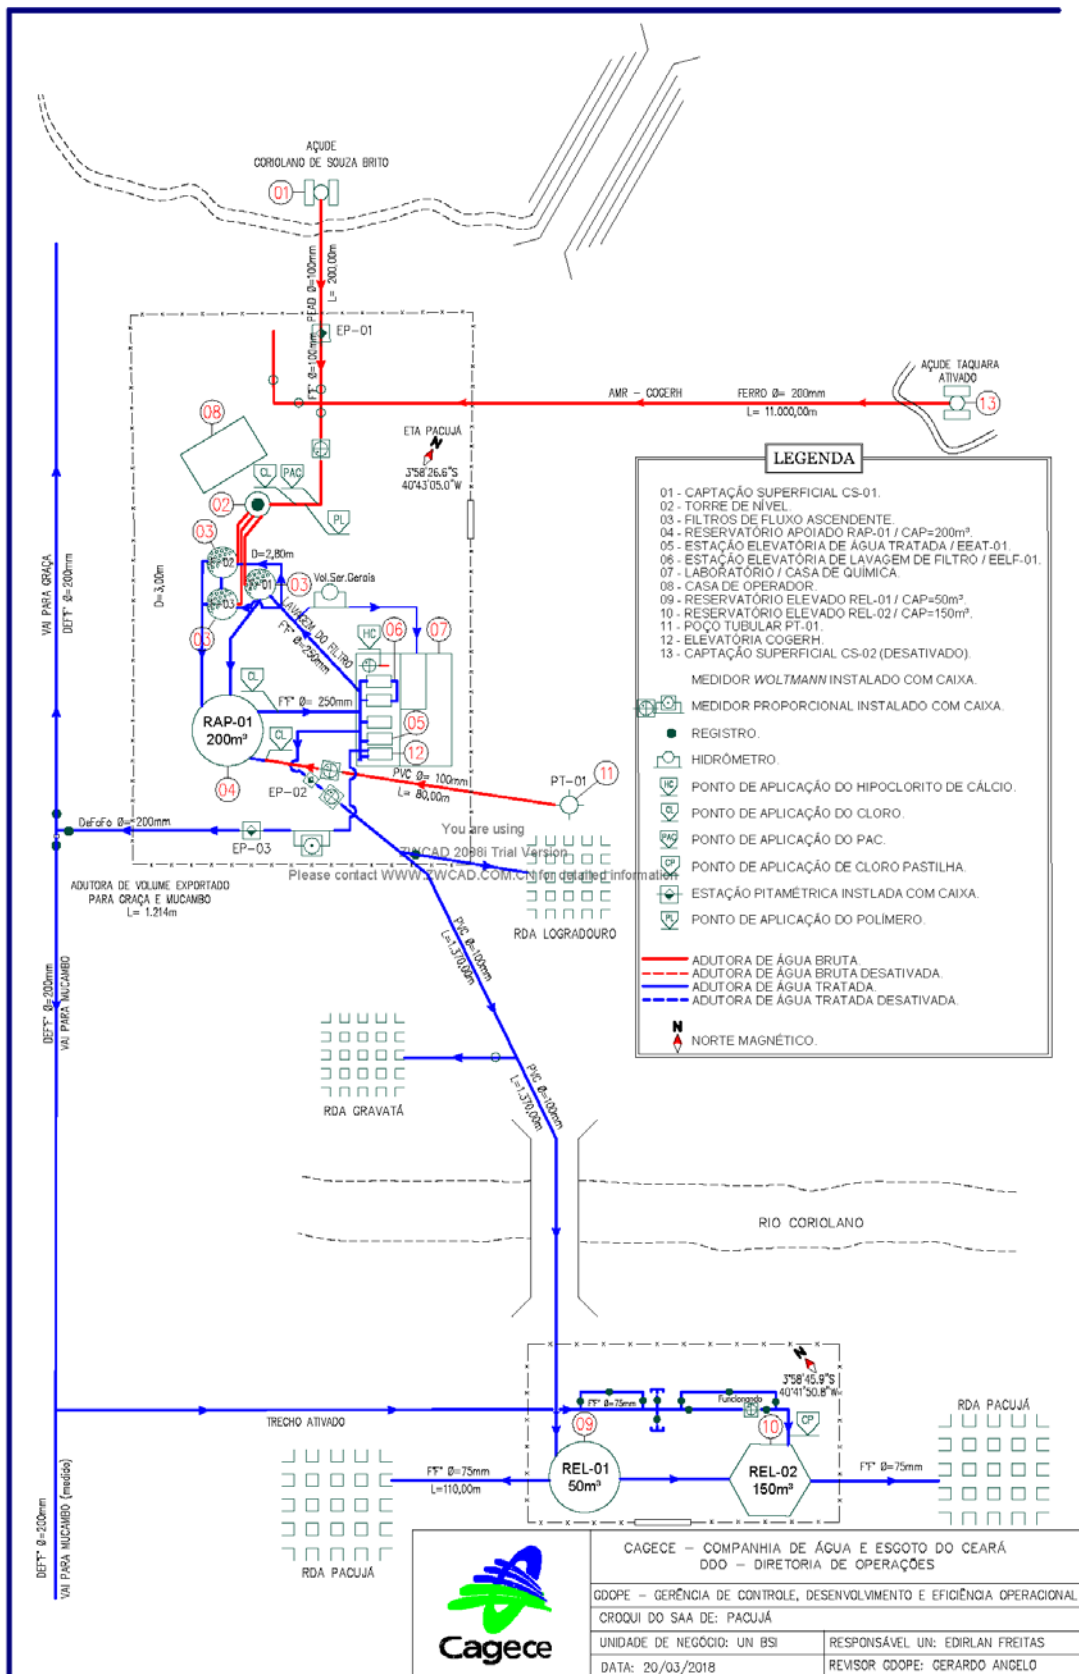 AÇUDE
CORIOLANO DE SOUZA BRITO
01
PEAD Ø=100mm
L= 200,00m
EP-01
FºFº Ø=100mm
AÇUDE TAQUARA
ATIVADO
13
AMR - COGERH
FERRO Ø= 200mm
L= 11.000,00m
08
ETA PACUJÁ
N
3°58'26.6"S
40°43'05.0"W
CL
PAC
PL
02
03
D=2,80m
D=3,00m
03
03
Vol.Ser.Gerais
LAVAGEM DO FILTRO
FºFº Ø=250mm
HC
06
07
CL
FºFº Ø= 250mm
RAP-01
200m³
CL
05
12
04
EP-02
PVC Ø= 100mm
L= 80,00m
PT-01
11
VAI PARA GRAÇA
DEFºFº Ø=200mm
DeFoFo Ø= 200mm
EP-03
You are using
ZWCAD 2008i Trial Version
Please contact WWW.ZWCAD.COM.CN for detailed information
ADUTORA DE VOLUME EXPORTADO
PARA GRAÇA E MUCAMBO
L= 1.214m
RDA LOGRADOURO
DEFºFº Ø=200mm
VAI PARA MUCAMBO
PVC Ø=100mm
L=1.370,00m
RDA GRAVATÁ
PVC Ø=100mm
L=1.370,00m
LEGENDA
01 - CAPTAÇÃO SUPERFICIAL CS-01.
02 - TORRE DE NÍVEL.
03 - FILTROS DE FLUXO ASCENDENTE.
04 - RESERVATÓRIO APOIADO RAP-01 / CAP=200m³.
05 - ESTAÇÃO ELEVATÓRIA DE ÁGUA TRATADA / EEAT-01.
06 - ESTAÇÃO ELEVATÓRIA DE LAVAGEM DE FILTRO / EELF-01.
07 - LABORATÓRIO / CASA DE QUÍMICA.
08 - CASA DE OPERADOR.
09 - RESERVATÓRIO ELEVADO REL-01 / CAP=50m³.
10 - RESERVATÓRIO ELEVADO REL-02 / CAP=150m³.
11 - POÇO TUBULAR PT-01.
12 - ELEVATÓRIA COGERH.
13 - CAPTAÇÃO SUPERFICIAL CS-02 (DESATIVADO).
MEDIDOR WOLTMANN INSTALADO COM CAIXA.
MEDIDOR PROPORCIONAL INSTALADO COM CAIXA.
REGISTRO.
HIDRÔMETRO.
HC PONTO DE APLICAÇÃO DO HIPOCLORITO DE CÁLCIO.
CL PONTO DE APLICAÇÃO DO CLORO.
PAC PONTO DE APLICAÇÃO DO PAC.
CP PONTO DE APLICAÇÃO DE CLORO PASTILHA.
ESTAÇÃO PITAMÉTRICA INSTLADA COM CAIXA.
PL PONTO DE APLICAÇÃO DO POLÍMERO.
ADUTORA DE ÁGUA BRUTA.
ADUTORA DE ÁGUA BRUTA DESATIVADA.
ADUTORA DE ÁGUA TRATADA.
ADUTORA DE ÁGUA TRATADA DESATIVADA.
N
NORTE MAGNÉTICO.
RIO CORIOLANO
N
3°58'45.9"S
40°41'50.8"W
TRECHO ATIVADO
FºFº Ø=75mm
Funcionando
09
10
CP
REL-01
50m³
REL-02
150m³
FºFº Ø=75mm
L=110,00m
FºFº Ø=75mm
RDA PACUJÁ
RDA PACUJÁ
DEFºFº Ø=200mm
VAI PARA MUCAMBO (medido)
Cagece
CAGECE - COMPANHIA DE ÁGUA E ESGOTO DO CEARÁ
DDO - DIRETORIA DE OPERAÇÕES
GDOPE - GERÊNCIA DE CONTROLE, DESENVOLVIMENTO E EFICIÊNCIA OPERACIONAL
CROQUI DO SAA DE: PACUJÁ
UNIDADE DE NEGÓCIO: UN BSI
RESPONSÁVEL UN: EDIRLAN FREITAS
DATA: 20/03/2018
REVISOR GDOPE: GERARDO ANGELO